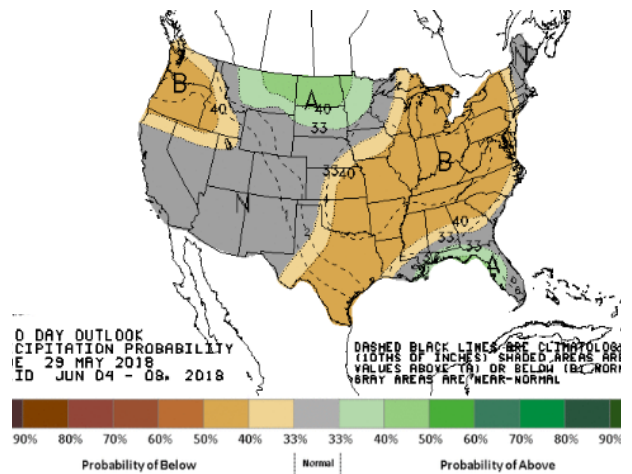 B
A
40
40
33
N
33
40
B
N
40
33
33
A
O DAY OUTLOOK
CIPITATION PROBABILITY
E 29 MAY 2018
ID JUN 04 - 08, 2018
DASHED BLACK LINES ARE CLIMATOLOG
(10THS OF INCHES) SHADED AREAS ARE
VALUES ABOVE (A) OR BELOW (B) NORM
GRAY AREAS ARE NEAR-NORMAL
90% 80% 70% 60% 50% 40% 33% 33% 40% 50% 60% 70% 80% 90%
Probability of Below Normal Probability of Above